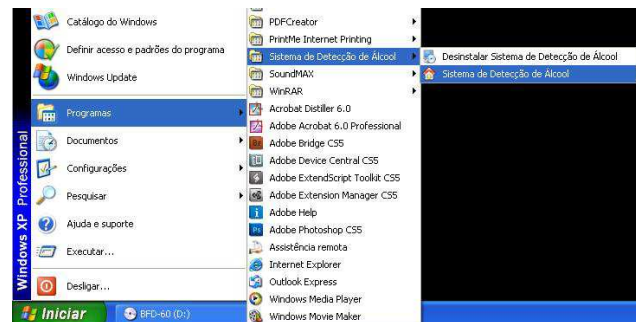 Catálogo do Windows
Definir acesso e padrões do programa
Windows Update
Programas
Documentos
Configurações
Pesquisar
Ajuda e suporte
Executar...
Desligar...
Windows XP Professional
Iniciar
BFD-60 (D:)
PDFCreator
PrintMe Internet Printing
Sistema de Detecção de Álcool
SoundMAX
WinRAR
Acrobat Distiller 6.0
Adobe Acrobat 6.0 Professional
Adobe Bridge CS5
Adobe Device Central CS5
Adobe ExtendScript Toolkit CS5
Adobe Extension Manager CS5
Adobe Help
Adobe Photoshop CS5
Assistência remota
Internet Explorer
Outlook Express
Windows Media Player
Windows Movie Maker
Desinstalar Sistema de Detecção de Álcool
Sistema de Detecção de Álcool